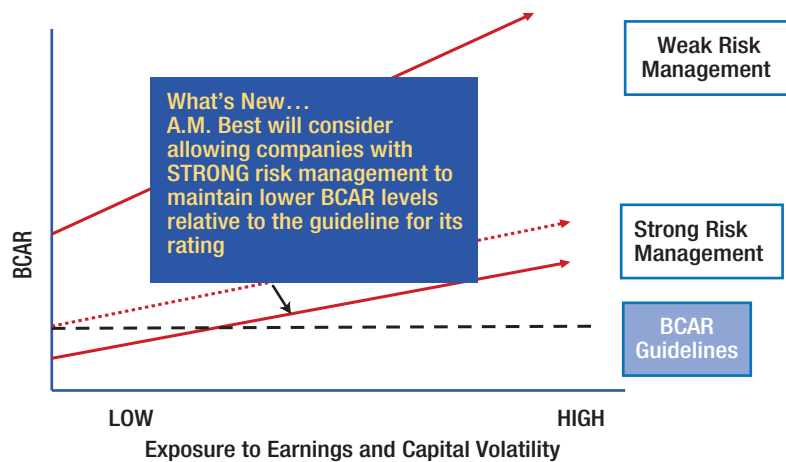 Weak Risk
Management
What's New…
A.M. Best will consider
allowing companies with
STRONG risk management to
maintain lower BCAR levels
relative to the guideline for its
rating
Strong Risk
Management
BCAR
BCAR
Guidelines
LOW
HIGH
Exposure to Earnings and Capital Volatility